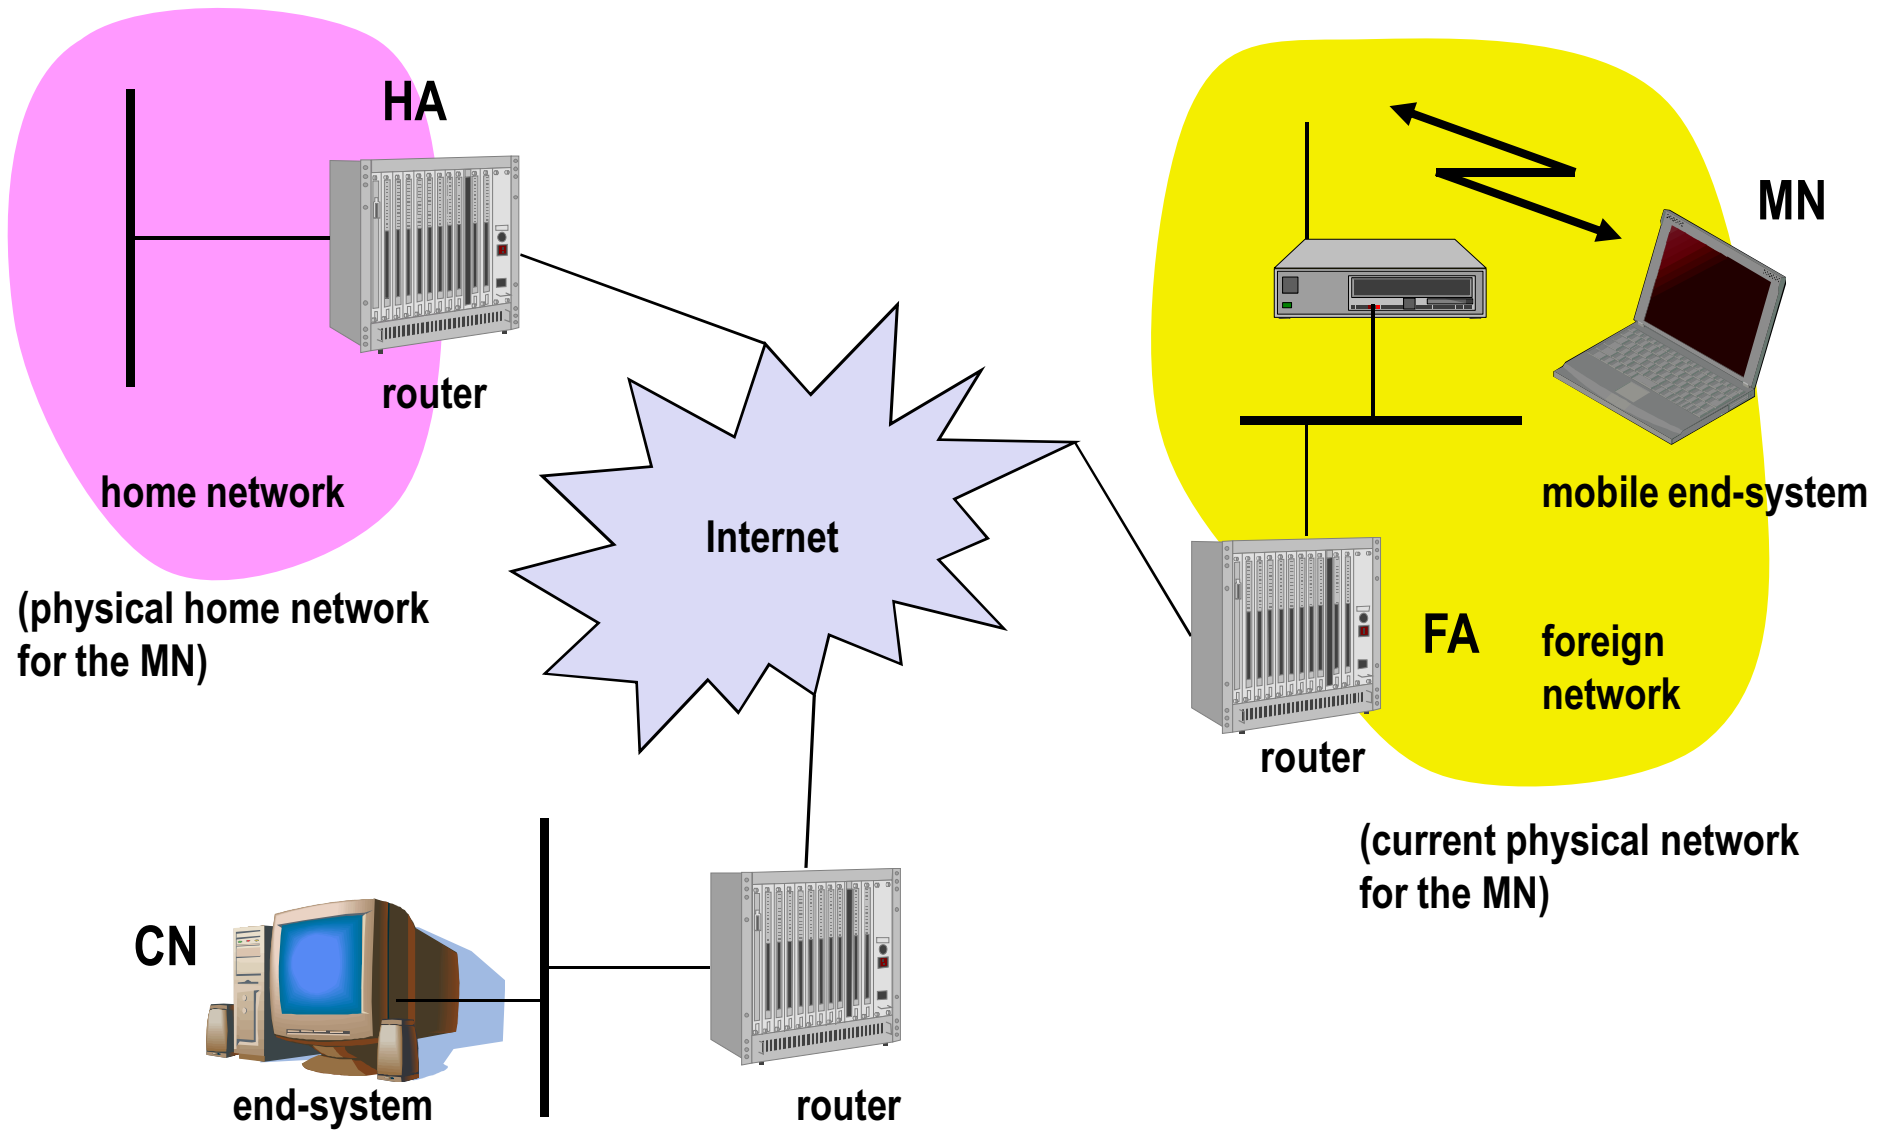 HA
router
home network
(physical home network
for the MN)
Internet
MN
mobile end-system
FA
foreign
network
router
(current physical network
for the MN)
CN
end-system
router